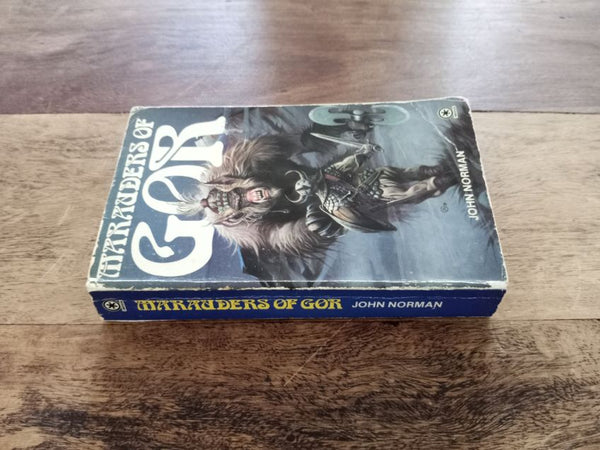 MARAUDERS OF
GOR
JOHN NORMAN
MARAUDERS OF GOR JOHN NORMAN